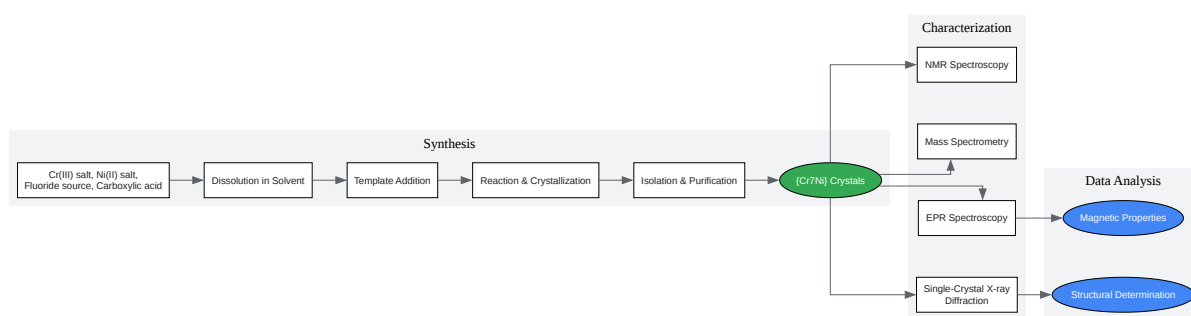 Synthesis
Cr(III) salt, Ni(II) salt,
Fluoride source, Carboxylic acid
Dissolution in Solvent
Template Addition
Reaction & Crystallization
Isolation & Purification
{Cr7Ni} Crystals
Characterization
NMR Spectroscopy
Mass Spectrometry
EPR Spectroscopy
Single-Crystal X-ray
Diffraction
Data Analysis
Magnetic Properties
Structural Determination